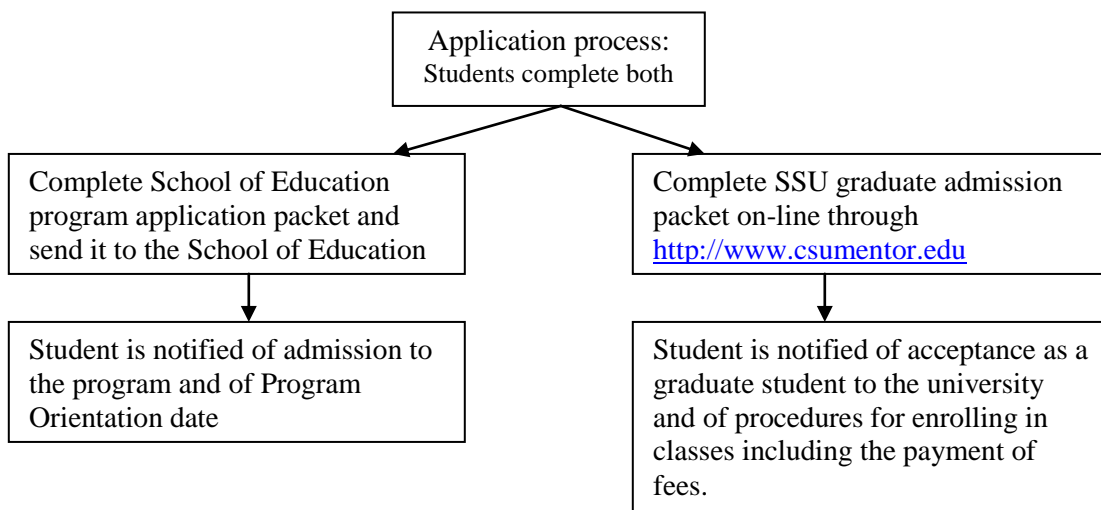 Application process:
Students complete both
Complete School of Education
program application packet and
send it to the School of Education
Complete SSU graduate admission
packet on-line through
http://www.csumentor.edu
Student is notified of admission to
the program and of Program
Orientation date
Student is notified of acceptance as a
graduate student to the university
and of procedures for enrolling in
classes including the payment of
fees.